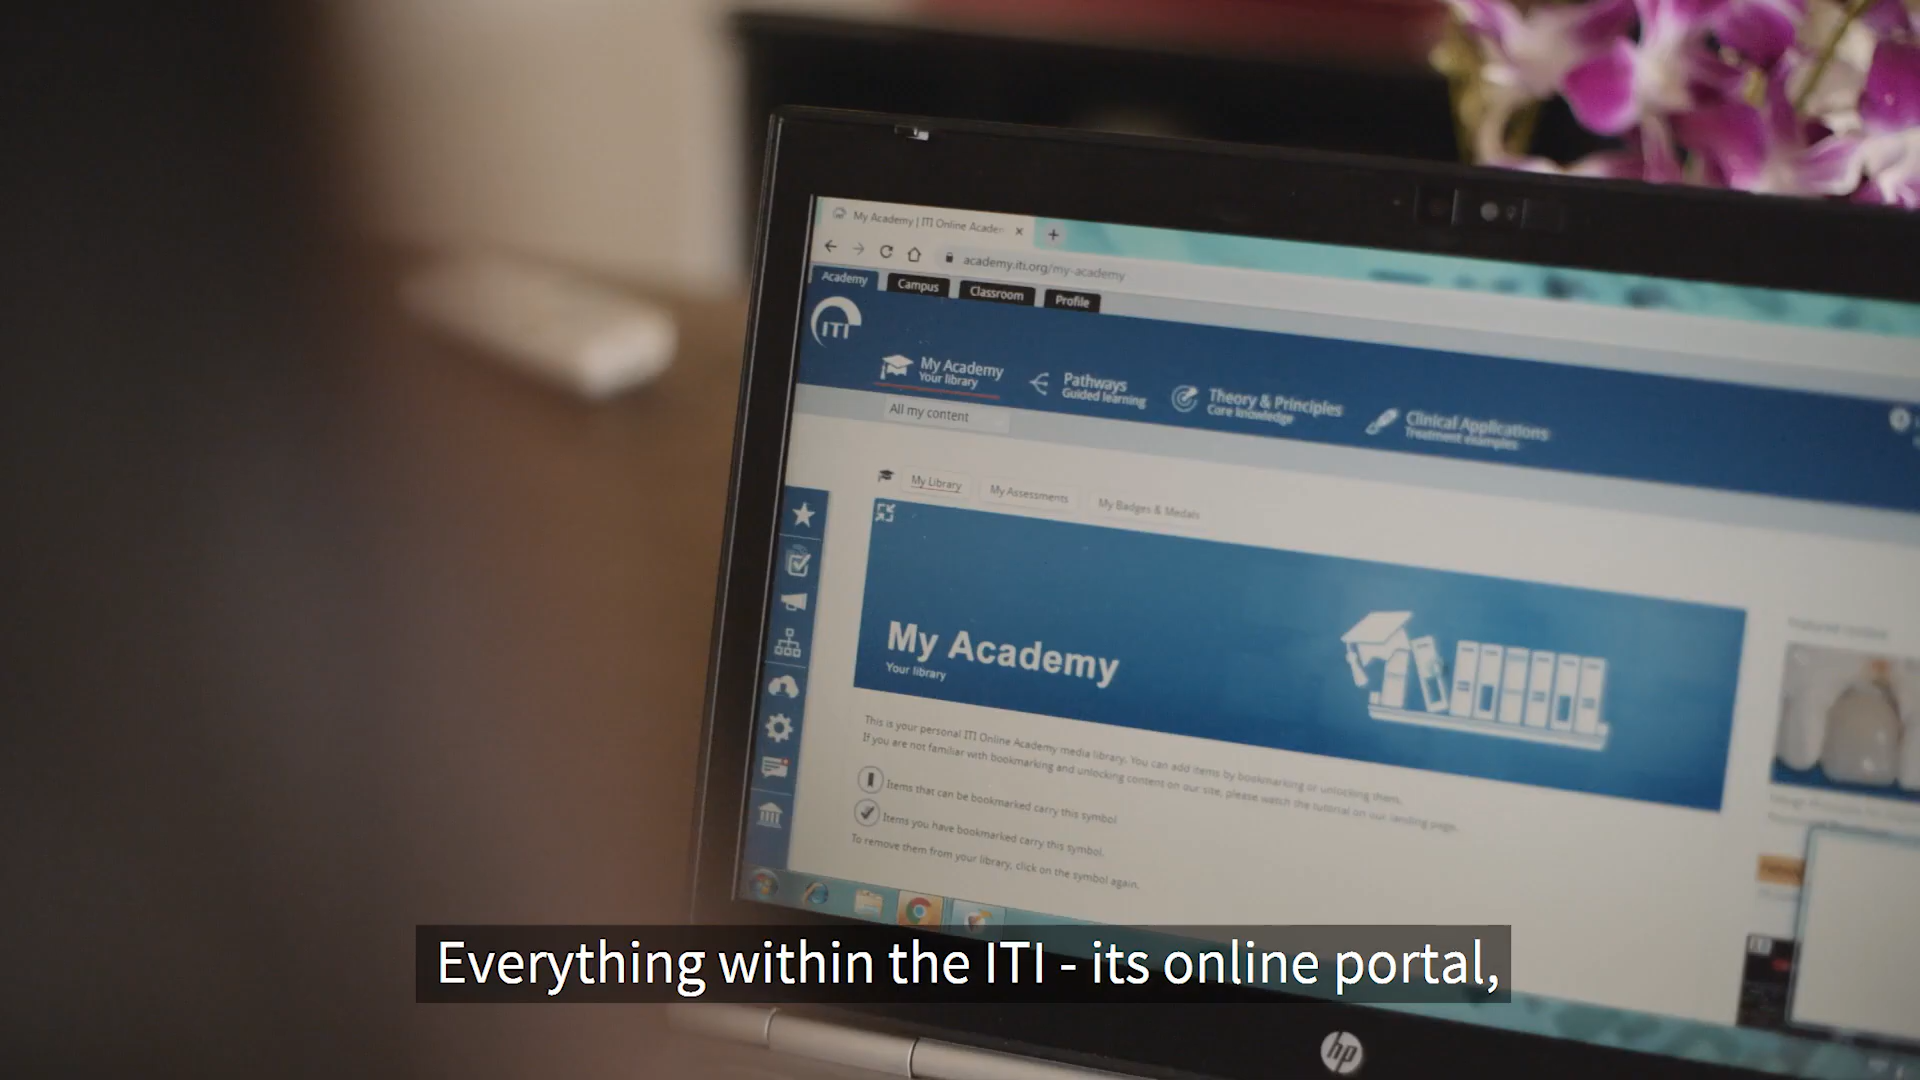 My Academy | ITI Online Acade
academy.iti.org/my-academy
Academy
Campus
Classroom
Profile
ITI
My Academy
Your library
Pathways
Guided learning
Theory & Principles
Core knowledge
Clinical Applications
Treatment examples
All my content
My Library
My Assessments
My Badges & Medals
My Academy
Your library
This is your personal ITI Online Academy media library. You can add items by bookmarking or unlocking them.
If you are not familiar with bookmarking and unlocking content on our site, please watch the tutorial on our landing page.
Items that can be bookmarked carry this symbol
Items you have bookmarked carry this symbol.
To remove them from your library, click on the symbol again.
Everything within the ITI - its online portal,
hp